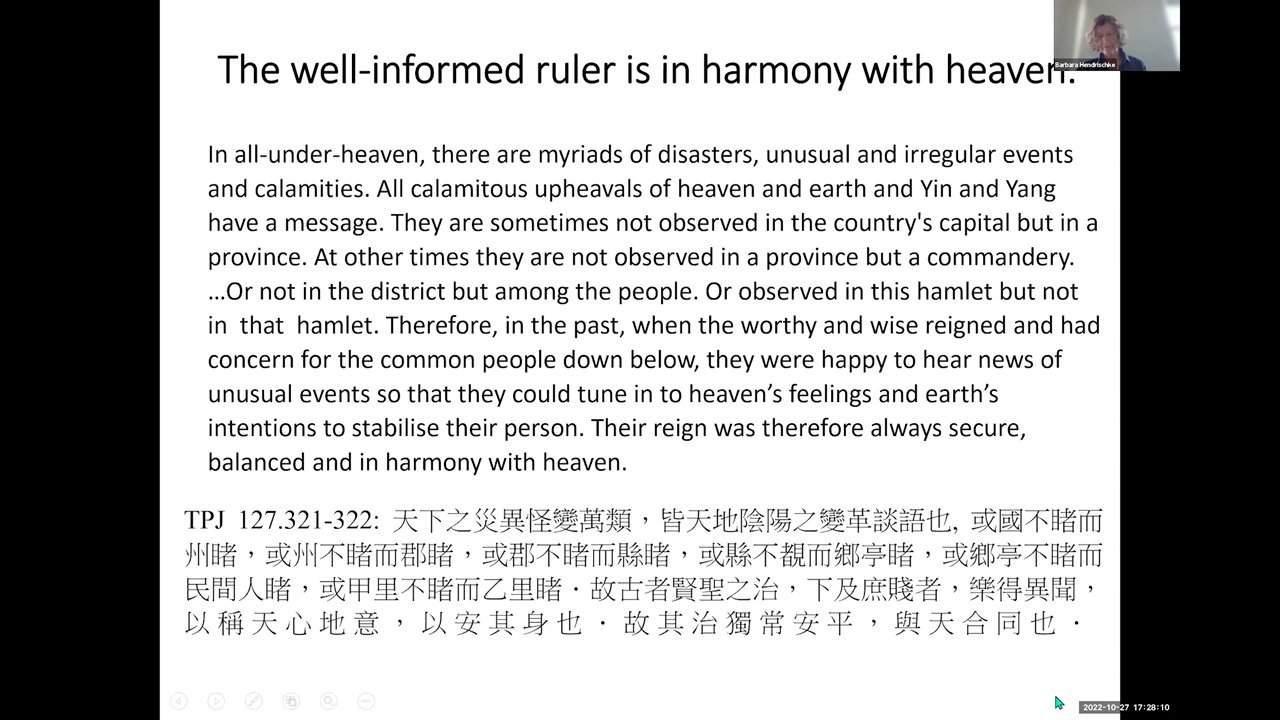 The well-informed ruler is in harmony with heaven.
Barbara Hendrischke
In all-under-heaven, there are myriads of disasters, unusual and irregular events
and calamities. All calamitous upheavals of heaven and earth and Yin and Yang
have a message. They are sometimes not observed in the country's capital but in a
province. At other times they are not observed in a province but a commandery.
...Or not in the district but among the people. Or observed in this hamlet but not
in that hamlet. Therefore, in the past, when the worthy and wise reigned and had
concern for the common people down below, they were happy to hear news of
unusual events so that they could tune in to heaven’s feelings and earth’s
intentions to stabilise their person. Their reign was therefore always secure,
balanced and in harmony with heaven.
TPJ 127.321-322: 天下之災異怪變萬類，皆天地陰陽之變革談語也, 或國不睹而
州睹，或州不睹而郡睹，或郡不睹而縣睹，或縣不覩而鄉亭睹，或鄉亭不睹而
民間人睹，或甲里不睹而乙里睹．故古者賢聖之治，下及庶賤者，樂得異聞，
以稱天心地意，以安其身也．故其治獨常安平，與天合同也．
2022-10-27 17:28:10